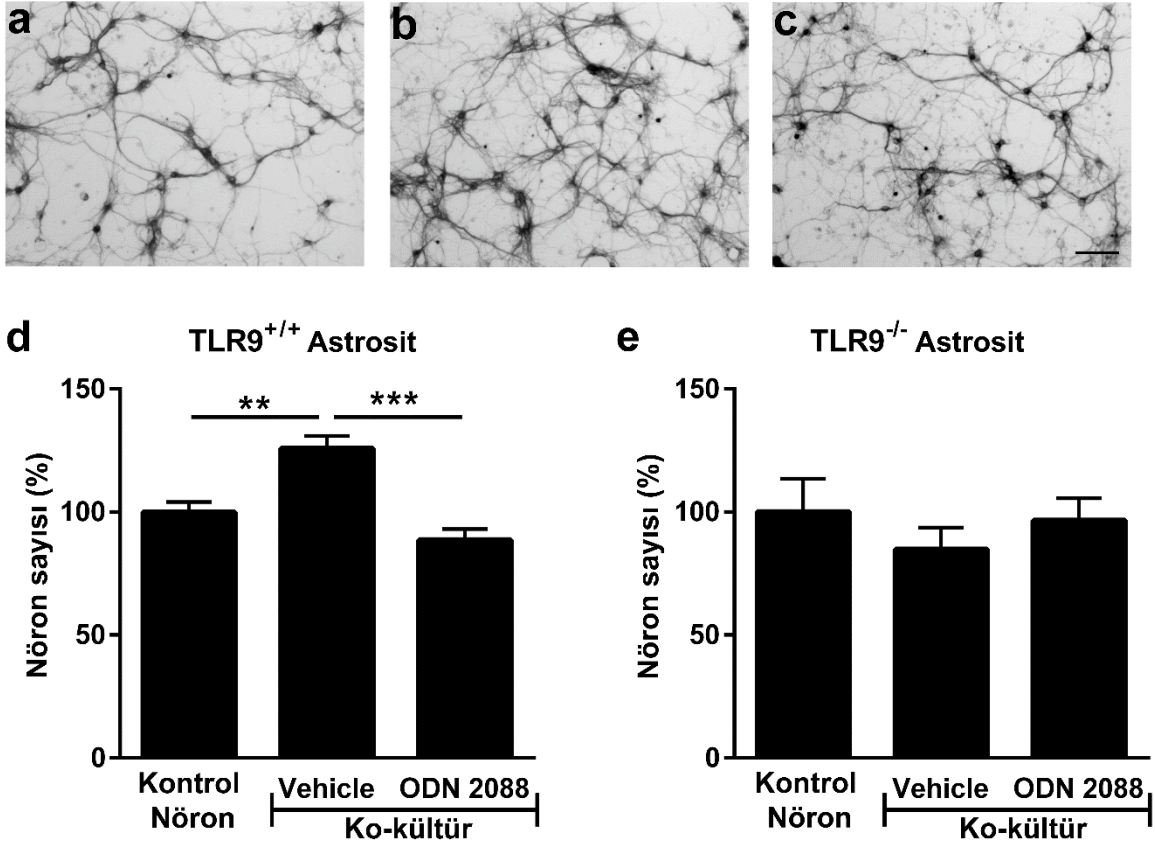 a
b
c
d
TLR9+/+ Astrosit
Nöron sayısı (%)
150
100
50
0
**
***
Kontrol
Nöron
Vehicle
ODN 2088
Ko-kültür
e
TLR9-/- Astrosit
Nöron sayısı (%)
150
100
50
0
Kontrol
Nöron
Vehicle
ODN 2088
Ko-kültür